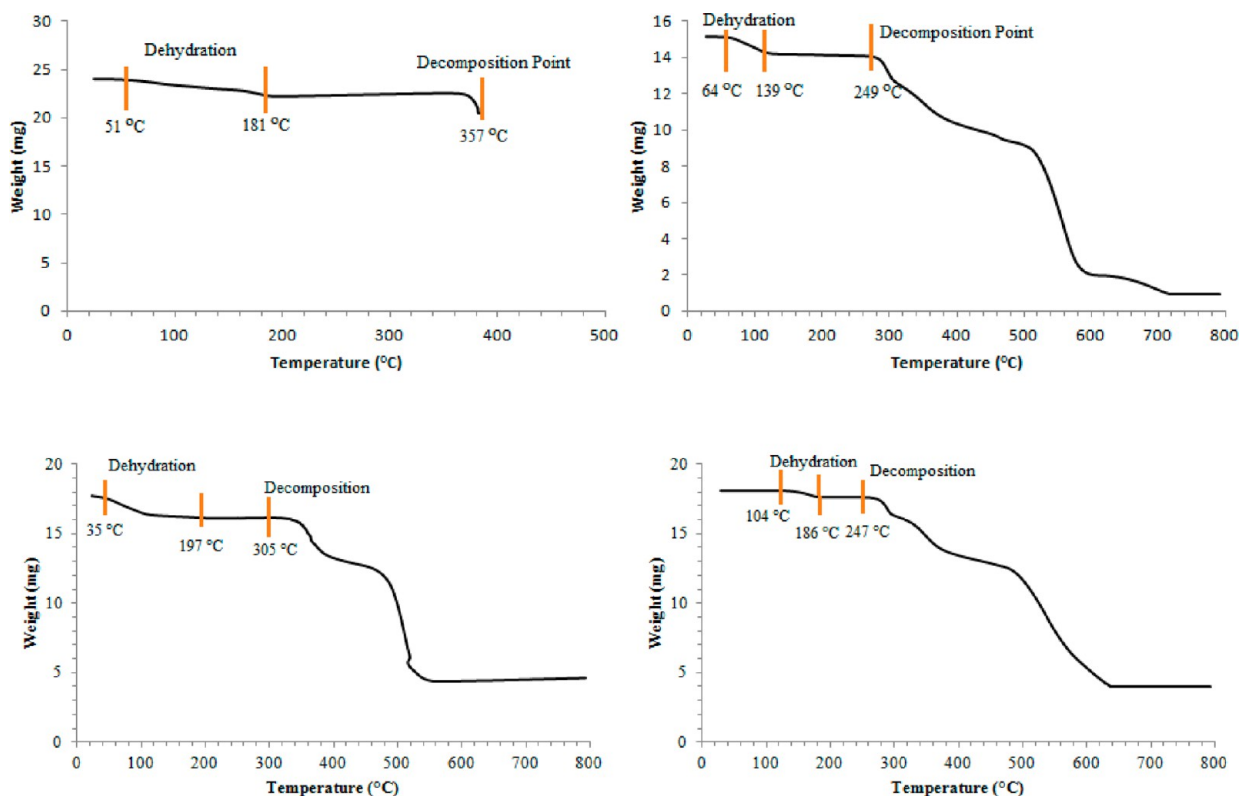 30
25
20
15
10
5
0
Weight (mg)
Dehydration
Decomposition Point
51 °C
181 °C
357 °C
0 100 200 300 400 500
Temperature (°C)
16
14
12
10
8
6
4
2
0
Weight (mg)
Dehydration
Decomposition Point
64 °C
139 °C
249 °C
0 100 200 300 400 500 600 700 800
Temperature (°C)
20
15
10
5
0
Weight (mg)
Dehydration
Decomposition
35 °C
197 °C
305 °C
0 100 200 300 400 500 600 700 800
Temperature (°C)
20
15
10
5
0
Weight (mg)
Dehydration
Decomposition
104 °C
186 °C
247 °C
0 100 200 300 400 500 600 700 800
Temperature (°C)